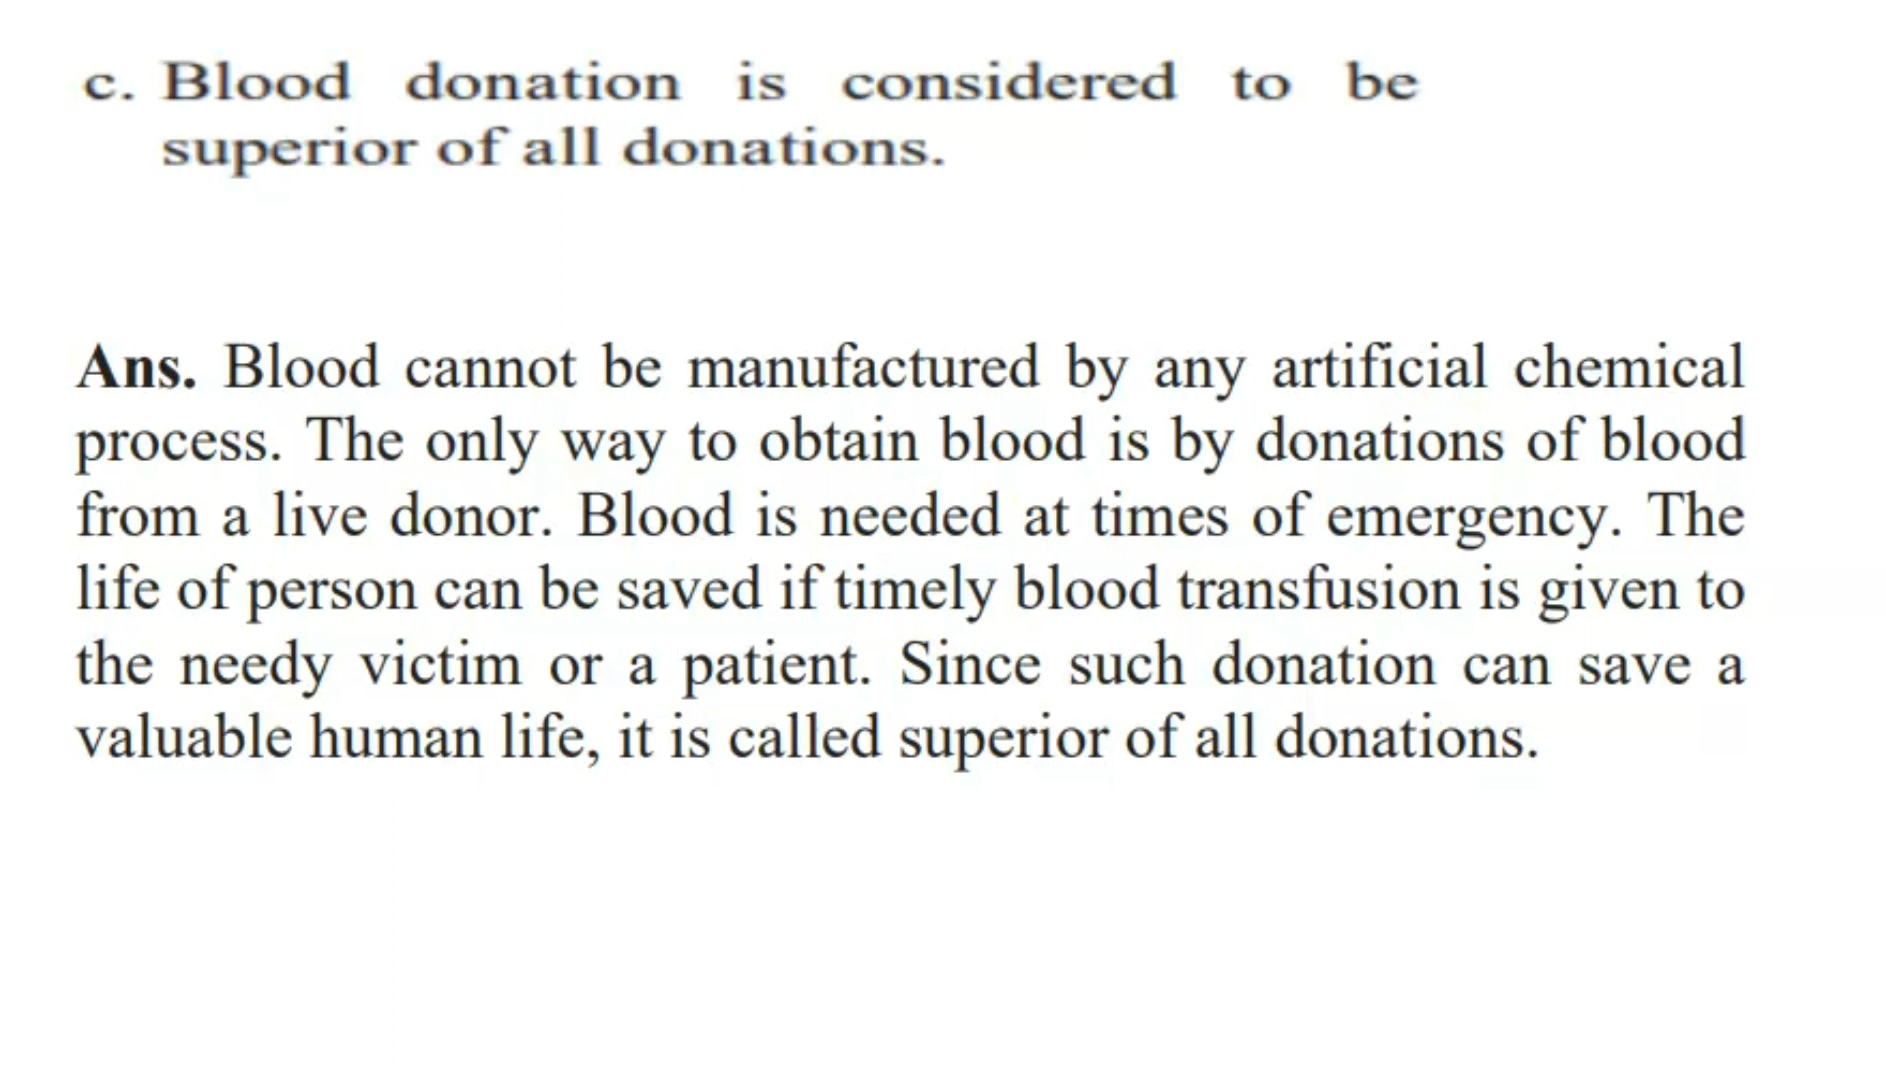 c. Blood donation is considered to be
superior of all donations.
Ans. Blood cannot be manufactured by any artificial chemical
process. The only way to obtain blood is by donations of blood
from a live donor. Blood is needed at times of emergency. The
life of person can be saved if timely blood transfusion is given to
the needy victim or a patient. Since such donation can save a
valuable human life, it is called superior of all donations.